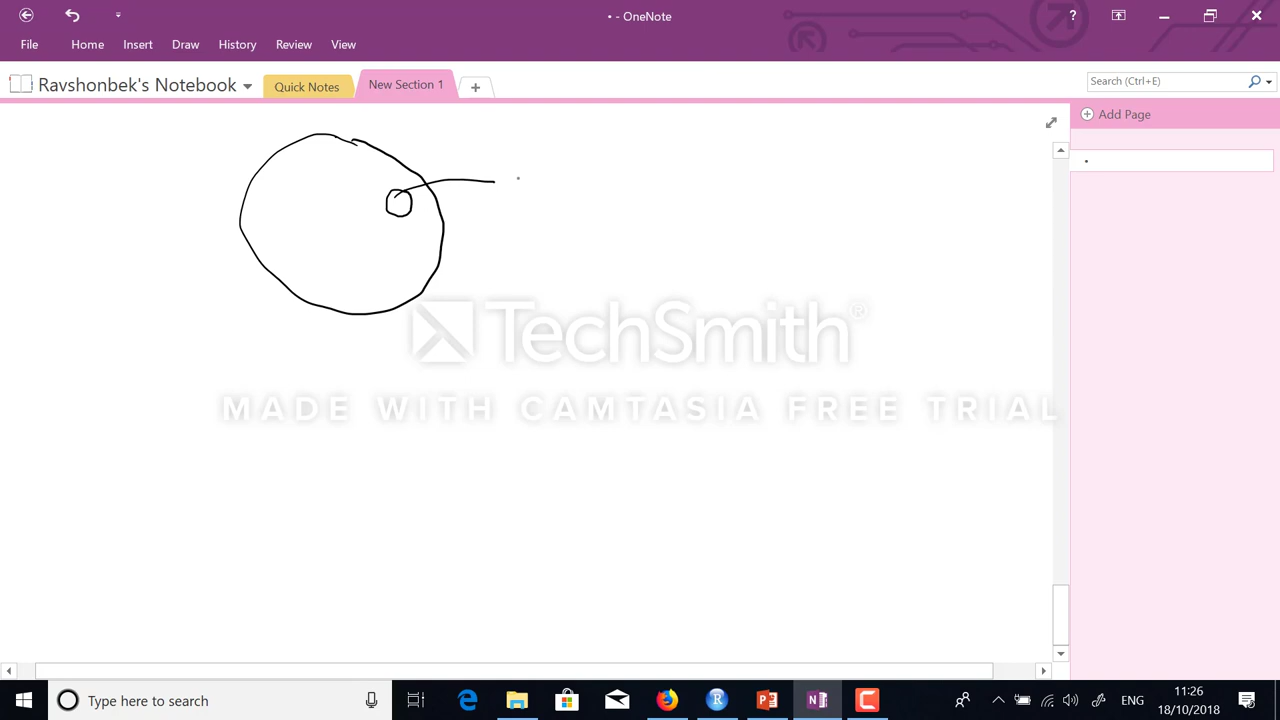 • - OneNote
?
File Home Insert Draw History Review View
Ravshonbek's Notebook Quick Notes New Section 1 +
Search (Ctrl+E)
Add Page
•
TechSmith®
MADE WITH CAMTASIA FREE TRIAL
Type here to search
ENG
11:26
18/10/2018